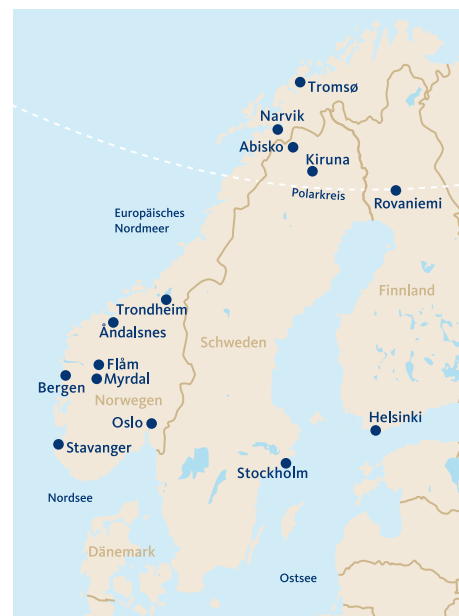 Tromsø
Narvik
Abisko
Kiruna
Polarkreis
Rovaniemi
Europäisches
Nordmeer
Finnland
Trondheim
Åndalsnes
Schweden
Flåm
Myrdal
Bergen
Norwegen
Oslo
Helsinki
Stavanger
Stockholm
Nordsee
Dänemark
Ostsee